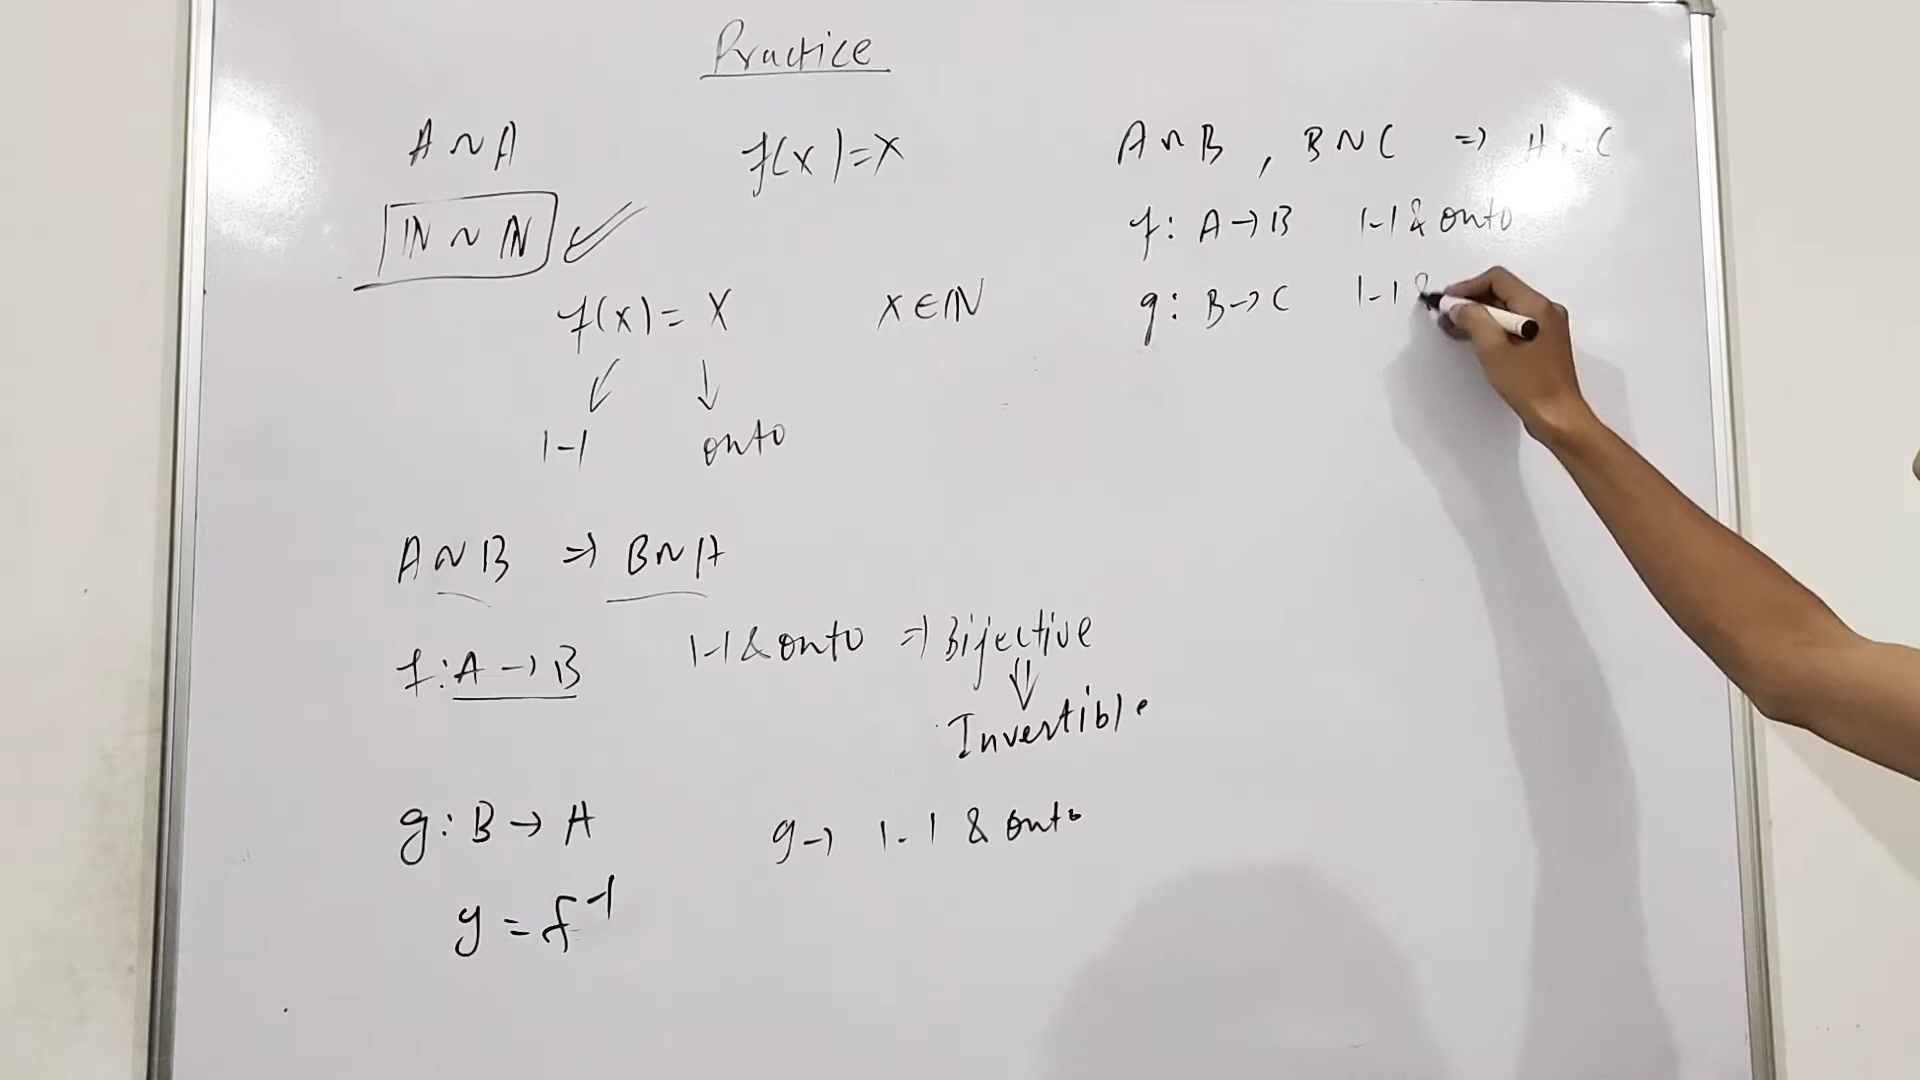 Practice
A ~ A
f(x)=x
ℕ ~ ℕ
f(x)= x
x∈ℕ
1-1
onto
A ~ B => B ~ A
f: A → B
1-1 & onto => Bijective
Invertible
g: B → A
g → 1-1 & onto
g = f⁻¹
A ~ B , B ~ C => A ~ C
f: A → B 1-1 & onto
g: B → C 1-1 &